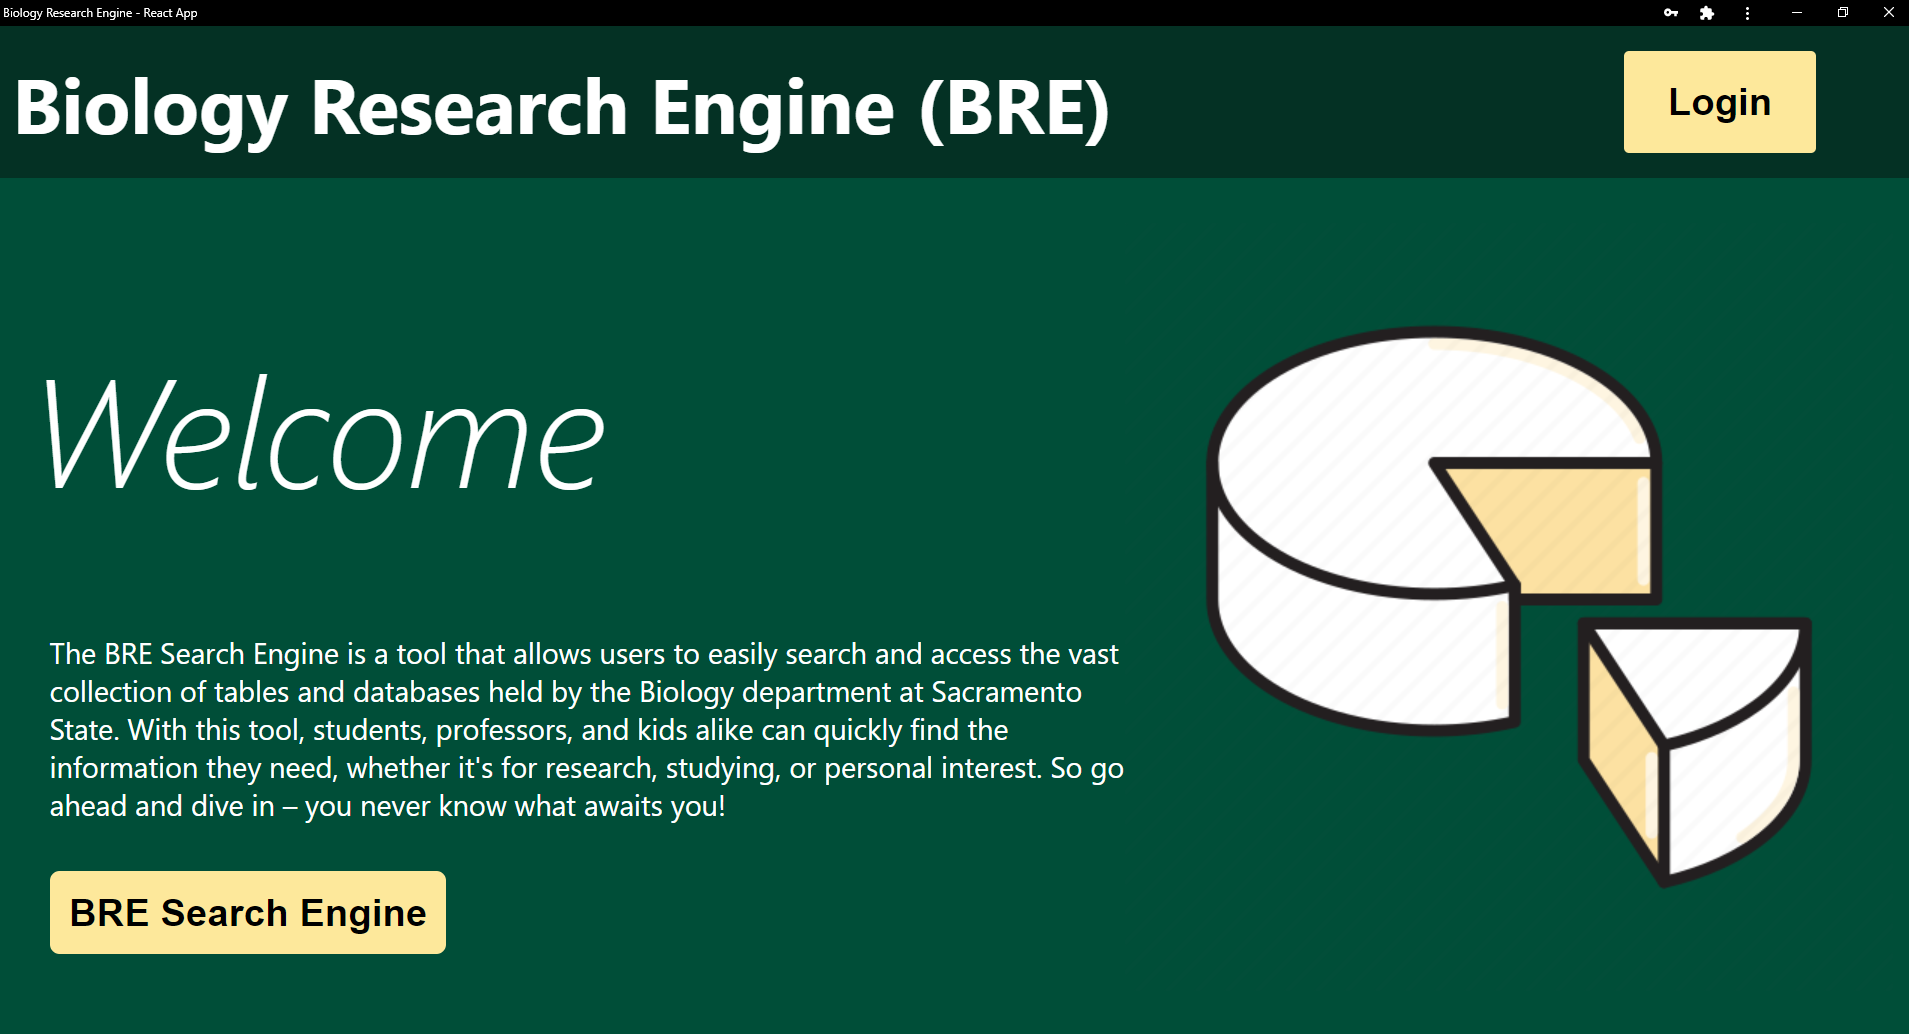 Biology Research Engine - React App
Biology Research Engine (BRE)
Login
Welcome
The BRE Search Engine is a tool that allows users to easily search and access the vast
collection of tables and databases held by the Biology department at Sacramento
State. With this tool, students, professors, and kids alike can quickly find the
information they need, whether it's for research, studying, or personal interest. So go
ahead and dive in – you never know what awaits you!
BRE Search Engine